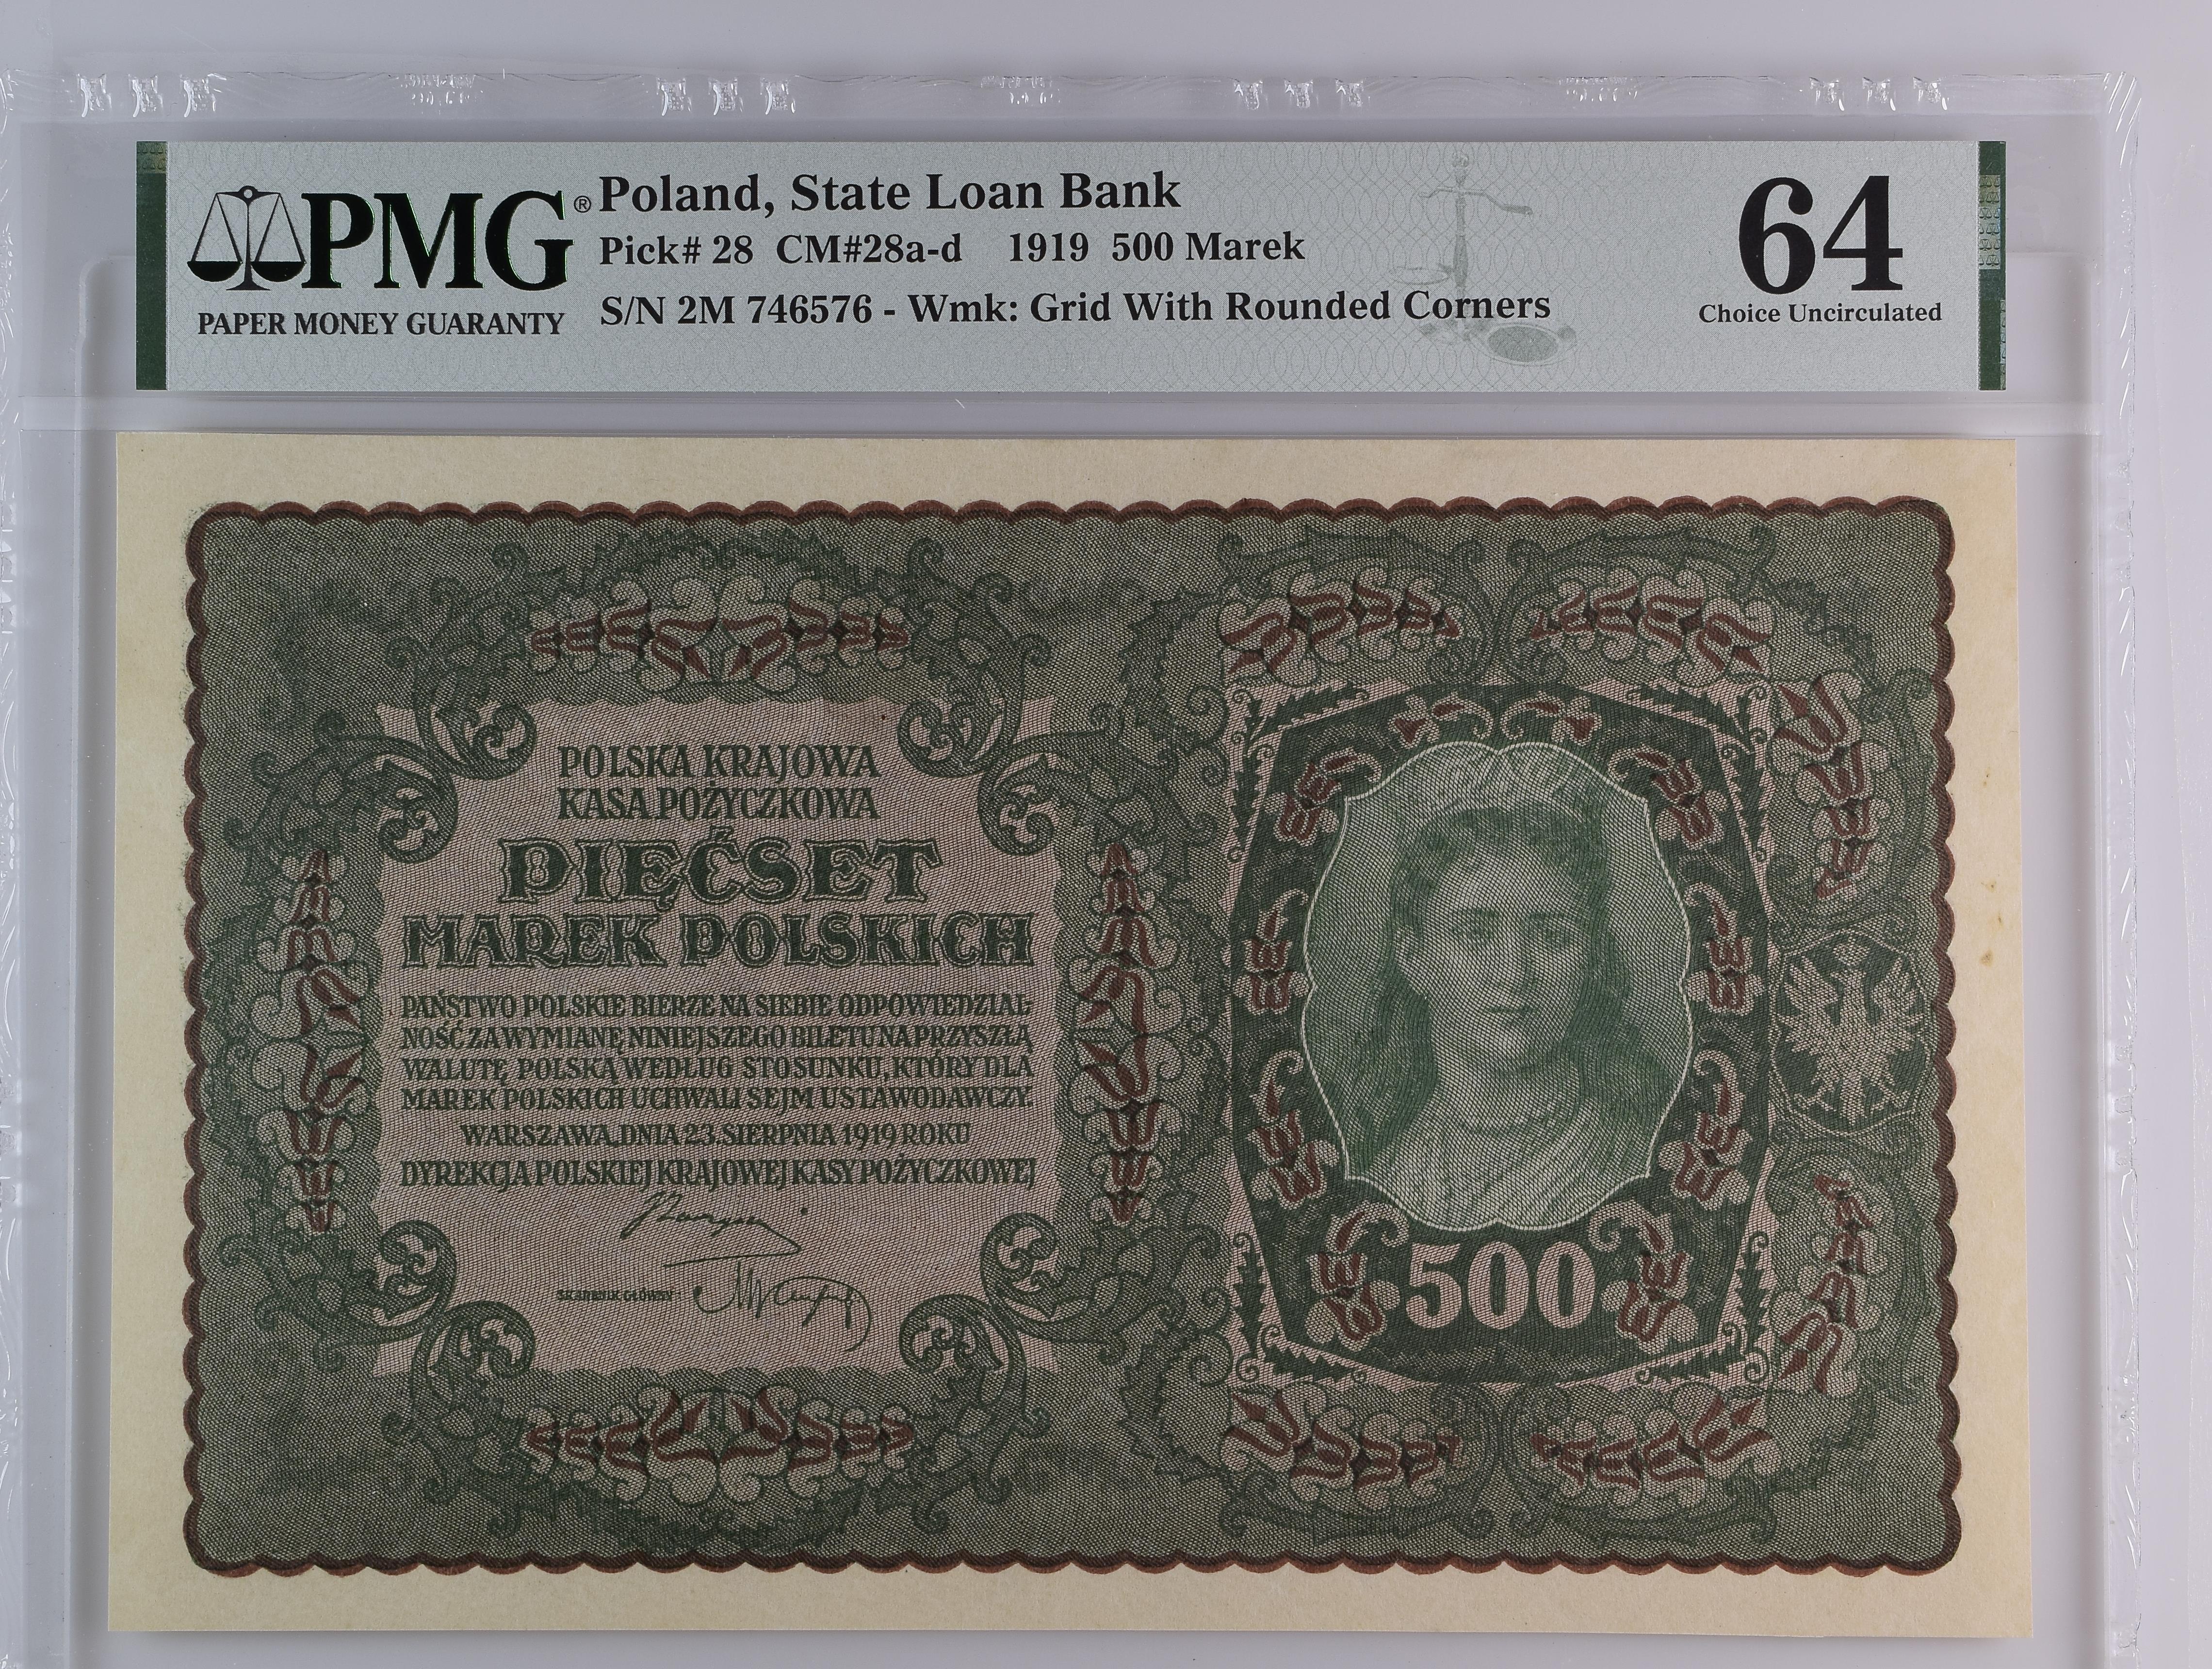 PMG®
PAPER MONEY GUARANTY
Poland, State Loan Bank
Pick# 28 CM#28a-d 1919 500 Marek
S/N 2M 746576 - Wmk: Grid With Rounded Corners
64
Choice Uncirculated
POLSKA KRAJOWA
KASA POŻYCZKOWA
PIĘĆSET
MAREK POLSKICH
PAŃSTWO POLSKIE BIERZE NA SIEBIE ODPOWIEDZIAL-
NOŚĆ ZA WYMIANĘ NINIEJSZEGO BILETU NA PRZYSZŁĄ
WALUTĘ POLSKĄ WEDŁUG STOSUNKU, KTÓRY DLA
MAREK POLSKICH UCHWALI SEJM USTAWODAWCZY.
WARSZAWA, DNIA 23. SIERPNIA 1919 ROKU
DYREKCJA POLSKIEJ KRAJOWEJ KASY POŻYCZKOWEJ
SKARBNIK GŁÓWNY
500